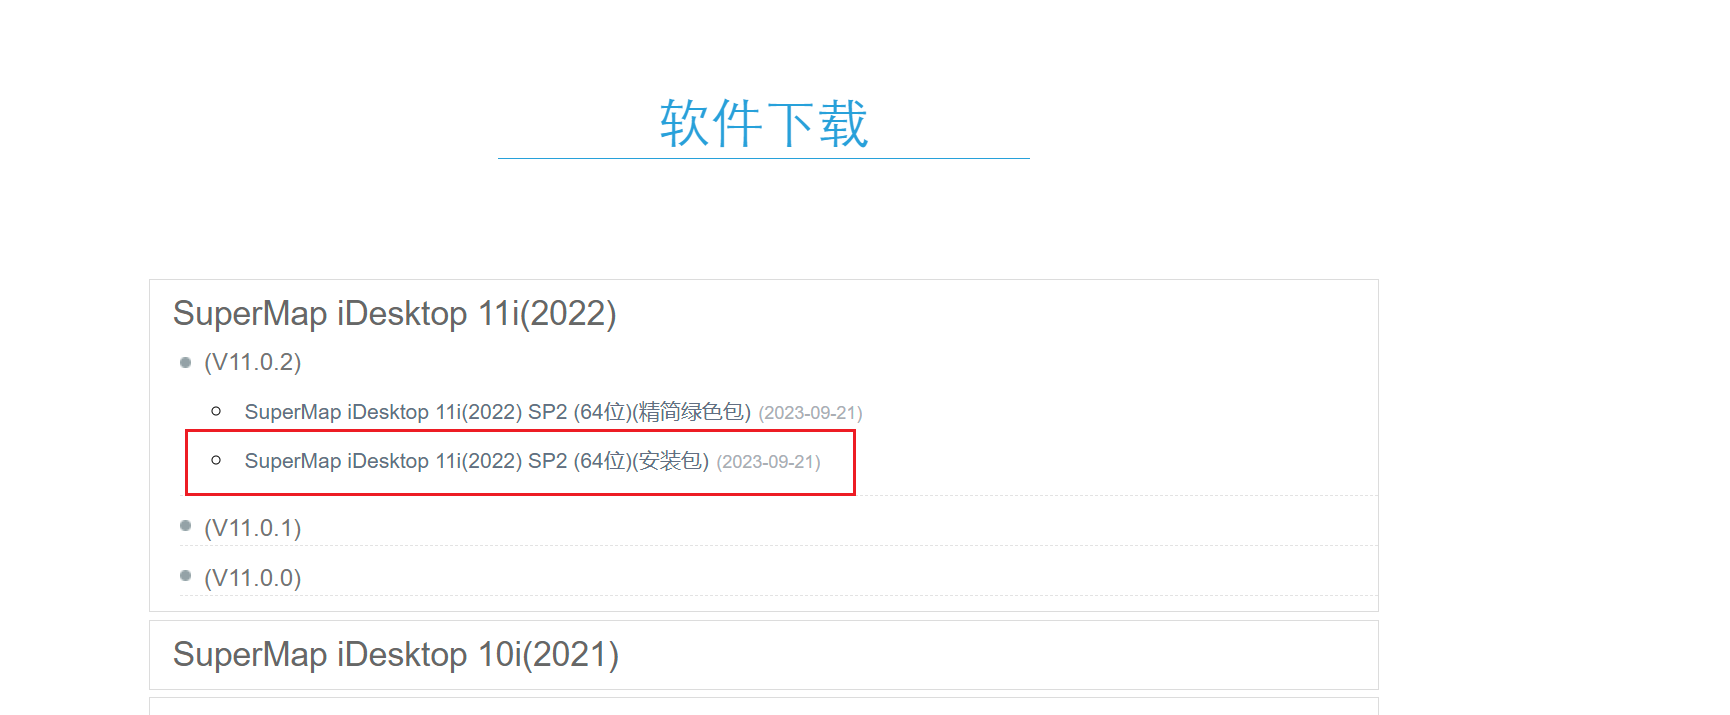 软件下载
SuperMap iDesktop 11i(2022)
(V11.0.2)
SuperMap iDesktop 11i(2022) SP2 (64位)(精简绿色包) (2023-09-21)
SuperMap iDesktop 11i(2022) SP2 (64位)(安装包) (2023-09-21)
(V11.0.1)
(V11.0.0)
SuperMap iDesktop 10i(2021)